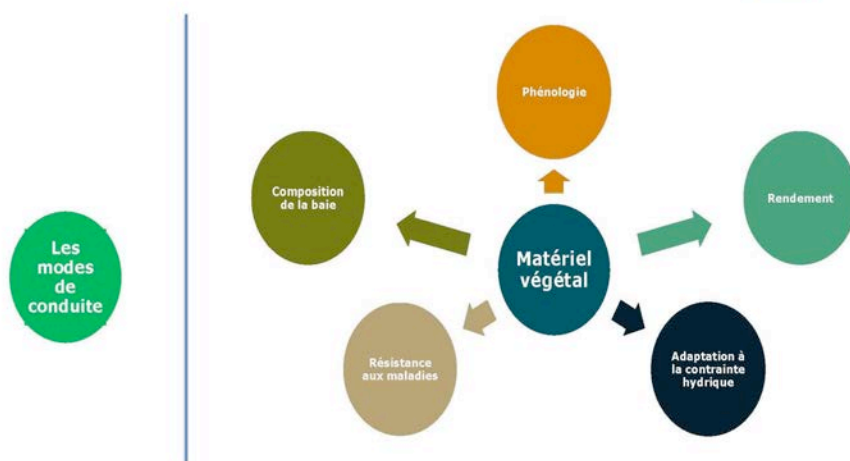 Les
modes
de
conduite
Phénologie
Composition
de la baie
Rendement
Matériel
végétal
Résistance
aux maladies
Adaptation à
la contrainte
hydrique